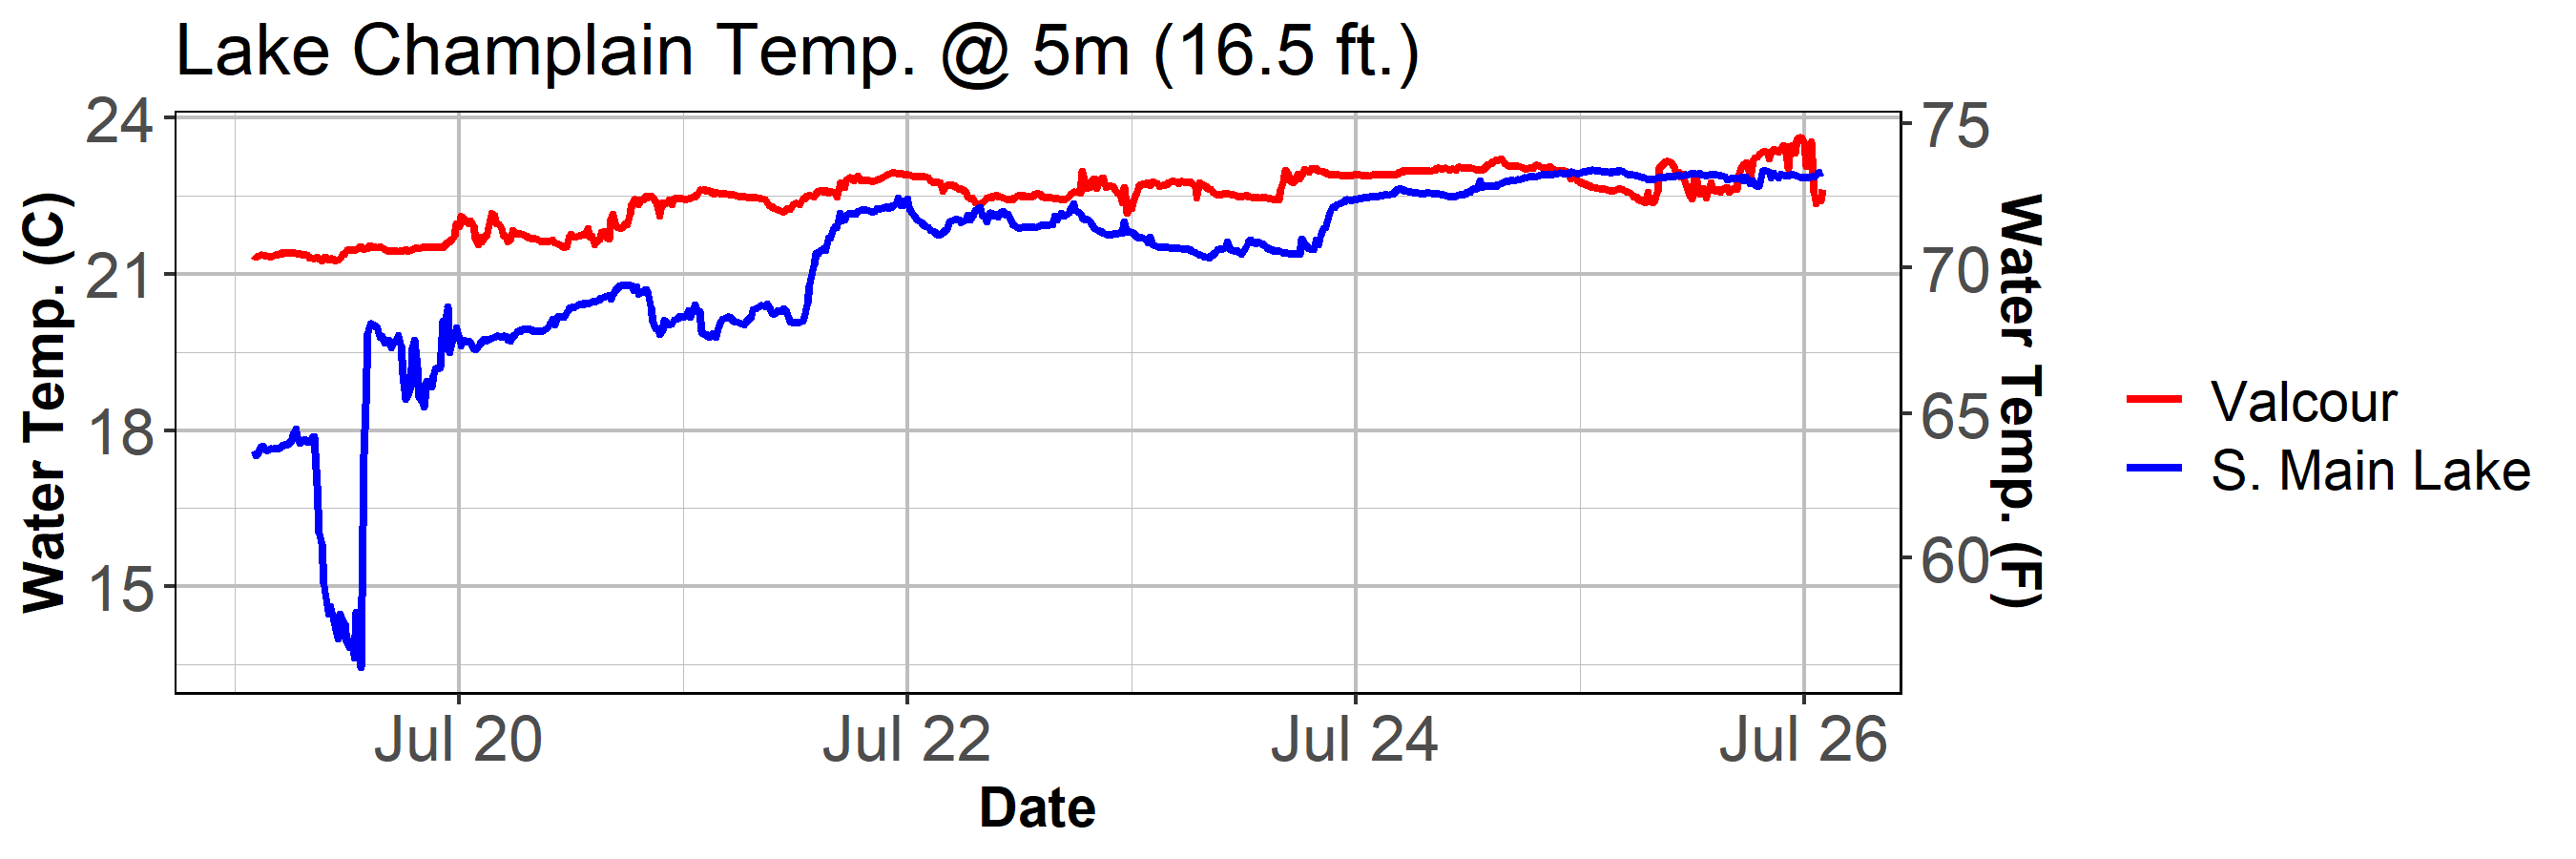 Lake Champlain Temp. @ 5m (16.5 ft.)
Water Temp. (C)
24
21
18
15
75
70
65
60
Water Temp. (F)
Jul 20
Jul 22
Jul 24
Jul 26
Date
Valcour
S. Main Lake